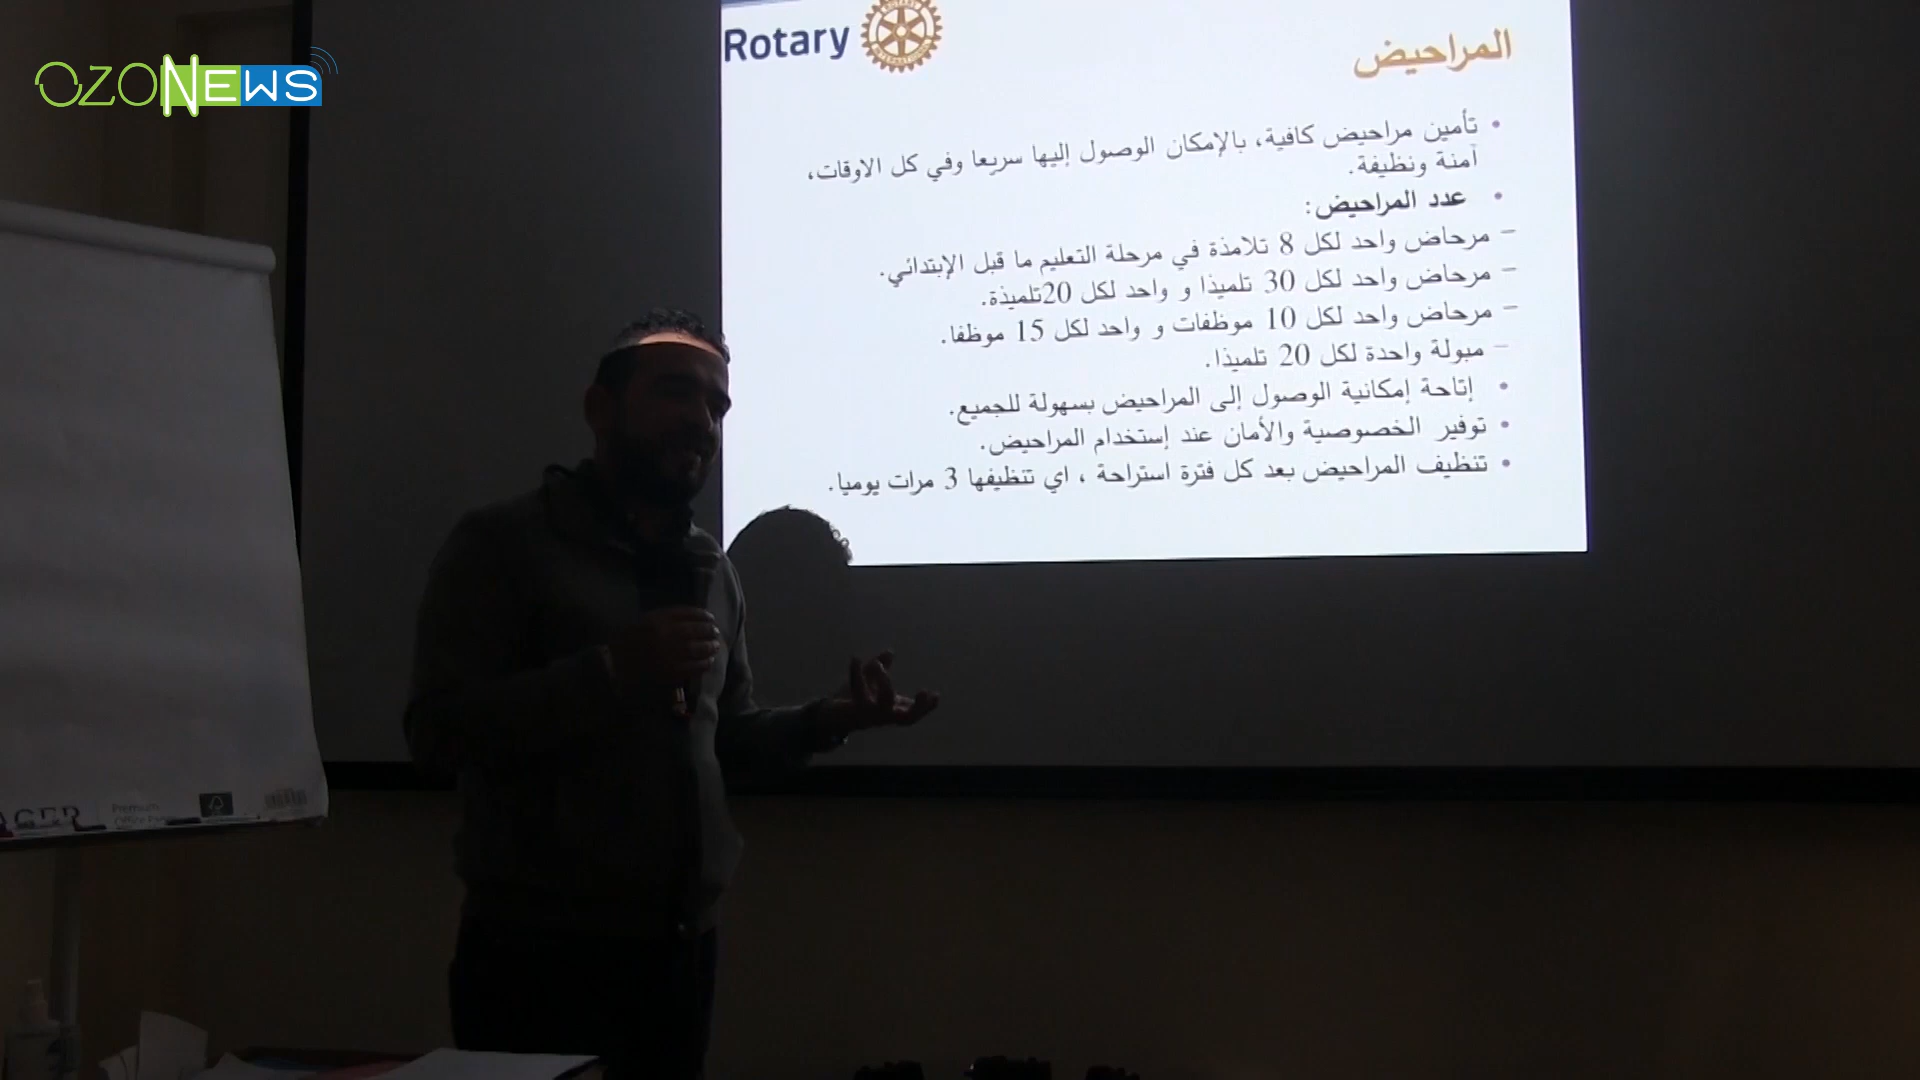 OZONEWS
Rotary
المراحيض
• تأمين مراحيض كافية، بالإمكان الوصول إليها سريعا وفي كل الاوقات،
آمنة ونظيفة.
• عدد المراحيض:
– مرحاض واحد لكل 8 تلامذة في مرحلة التعليم ما قبل الإبتدائي.
– مرحاض واحد لكل 30 تلميذا و واحد لكل 20تلميذة.
– مرحاض واحد لكل 10 موظفات و واحد لكل 15 موظفا.
– مبولة واحدة لكل 20 تلميذا.
• إتاحة إمكانية الوصول إلى المراحيض بسهولة للجميع.
• توفير الخصوصية والأمان عند إستخدام المراحيض.
• تنظيف المراحيض بعد كل فترة استراحة ، اي تنظيفها 3 مرات يوميا.
Premium